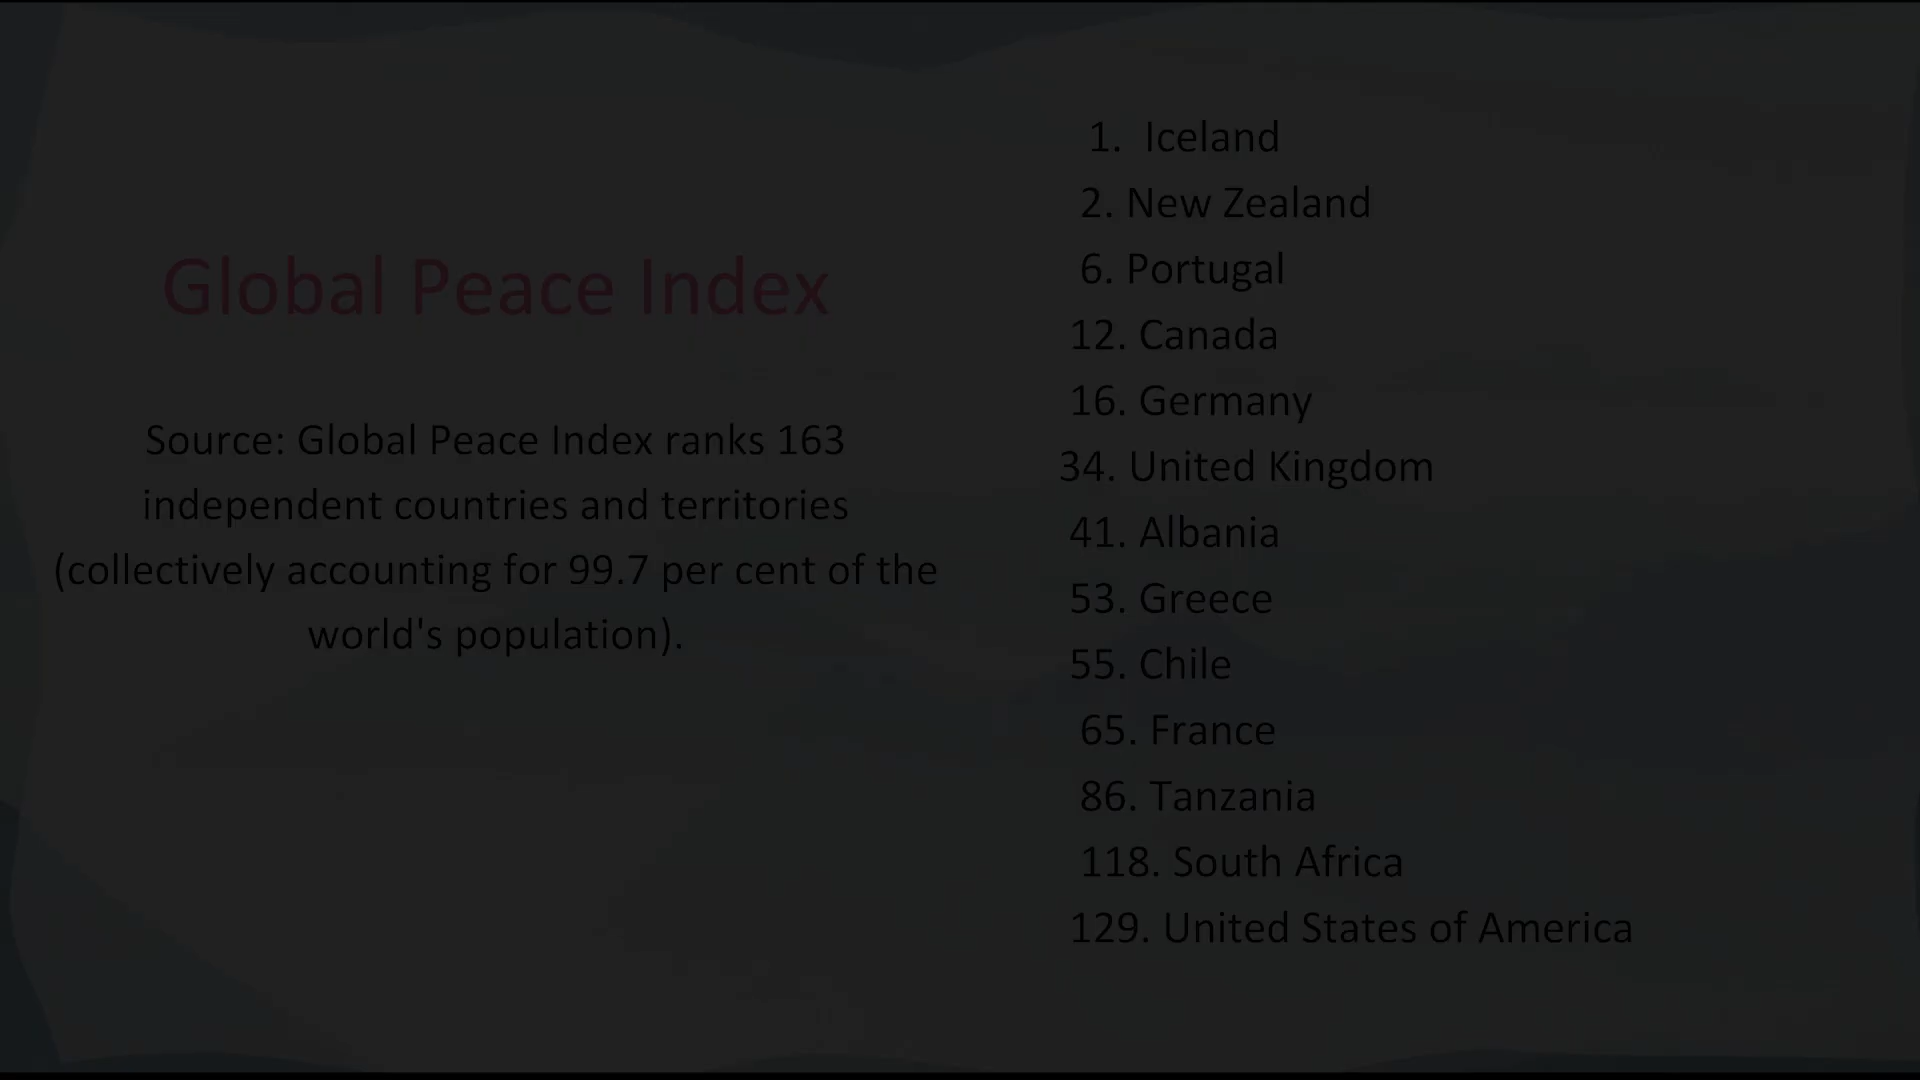 Global Peace Index
Source: Global Peace Index ranks 163
independent countries and territories
(collectively accounting for 99.7 per cent of the
world's population).
1. Iceland
2. New Zealand
6. Portugal
12. Canada
16. Germany
34. United Kingdom
41. Albania
53. Greece
55. Chile
65. France
86. Tanzania
118. South Africa
129. United States of America